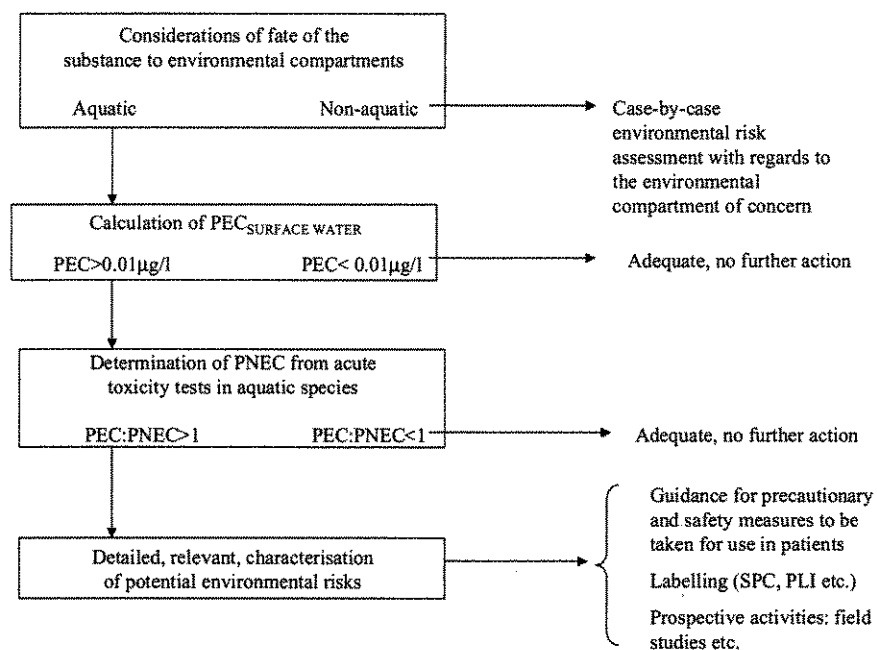 Considerations of fate of the
substance to environmental compartments
Aquatic Non-aquatic
Case-by-case
environmental risk
assessment with regards to
the environmental
compartment of concern
Calculation of PECSURFACE WATER
PEC>0.01µg/l PEC< 0.01µg/l
Adequate, no further action
Determination of PNEC from acute
toxicity tests in aquatic species
PEC:PNEC>1 PEC:PNEC<1
Adequate, no further action
Detailed, relevant, characterisation
of potential environmental risks
Guidance for precautionary
and safety measures to be
taken for use in patients
Labelling (SPC, PLI etc.)
Prospective activities: field
studies etc.